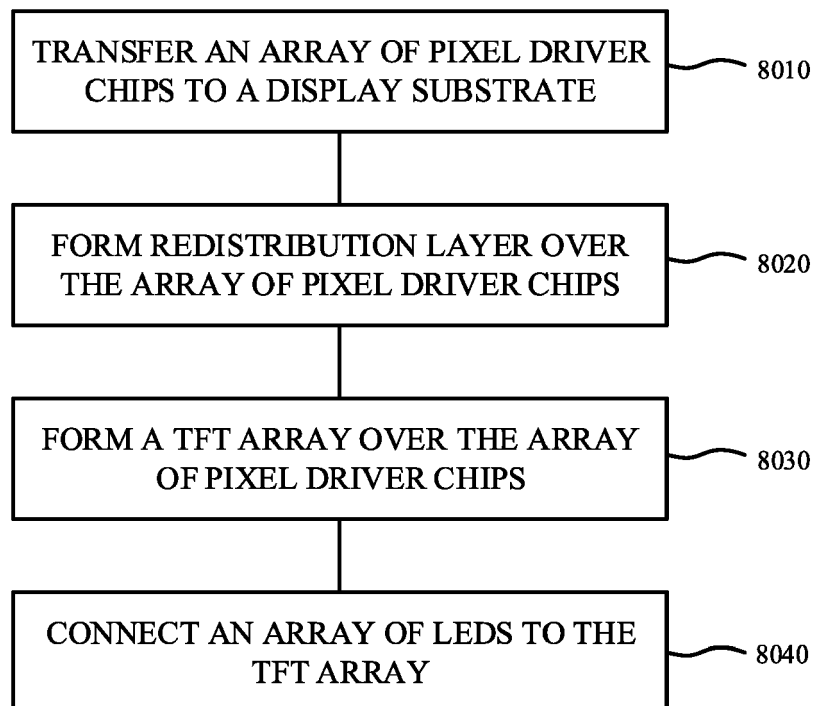 TRANSFER AN ARRAY OF PIXEL DRIVER
CHIPS TO A DISPLAY SUBSTRATE
8010
FORM REDISTRIBUTION LAYER OVER
THE ARRAY OF PIXEL DRIVER CHIPS
8020
FORM A TFT ARRAY OVER THE ARRAY
OF PIXEL DRIVER CHIPS
8030
CONNECT AN ARRAY OF LEDS TO THE
TFT ARRAY
8040